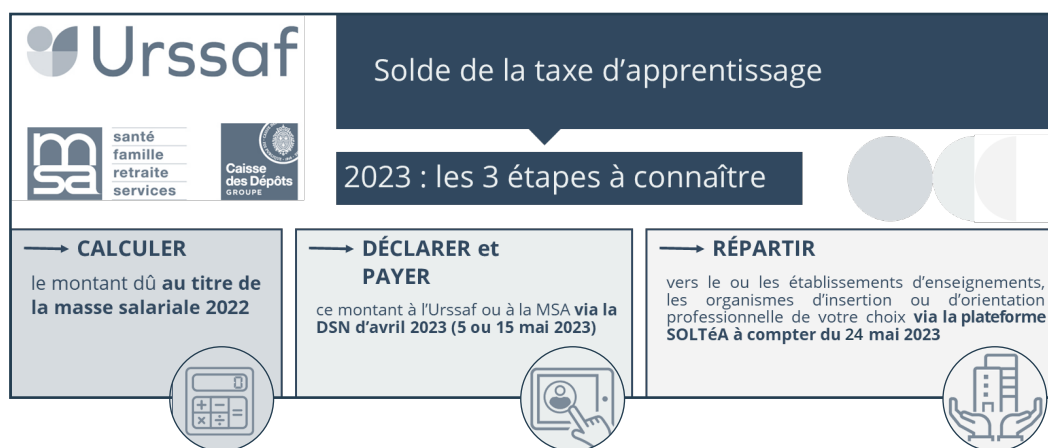 Urssaf
Solde de la taxe d’apprentissage
msa
santé
famille
retraite
services
Caisse
des Dépôts
GROUPE
2023 : les 3 étapes à connaître
CALCULER
le montant dû au titre de
la masse salariale 2022
DÉCLARER et
PAYER
ce montant à l’Urssaf ou à la MSA via la
DSN d’avril 2023 (5 ou 15 mai 2023)
RÉPARTIR
vers le ou les établissements d’enseignements,
les organismes d’insertion ou d’orientation
professionnelle de votre choix via la plateforme
SOLTéA à compter du 24 mai 2023
0